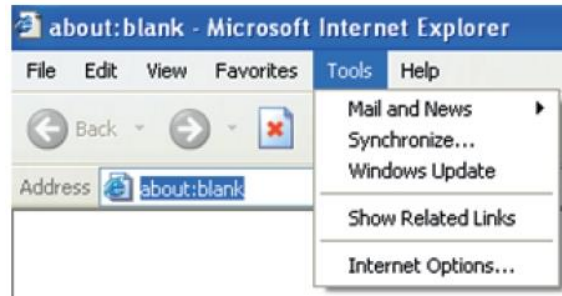 about:blank - Microsoft Internet Explorer
File Edit View Favorites Tools Help
Back
Address about:blank
Mail and News
Synchronize...
Windows Update
Show Related Links
Internet Options...